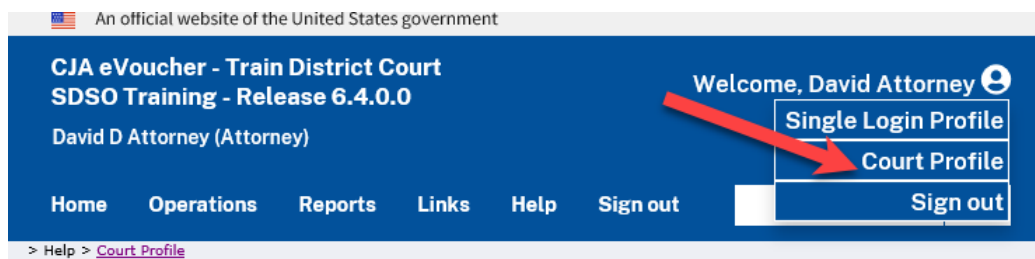 An official website of the United States government
CJA eVoucher - Train District Court
SDSO Training - Release 6.4.0.0
David D Attorney (Attorney)
Welcome, David Attorney
Single Login Profile
Court Profile
Sign out
Home Operations Reports Links Help Sign out
> Help > Court Profile